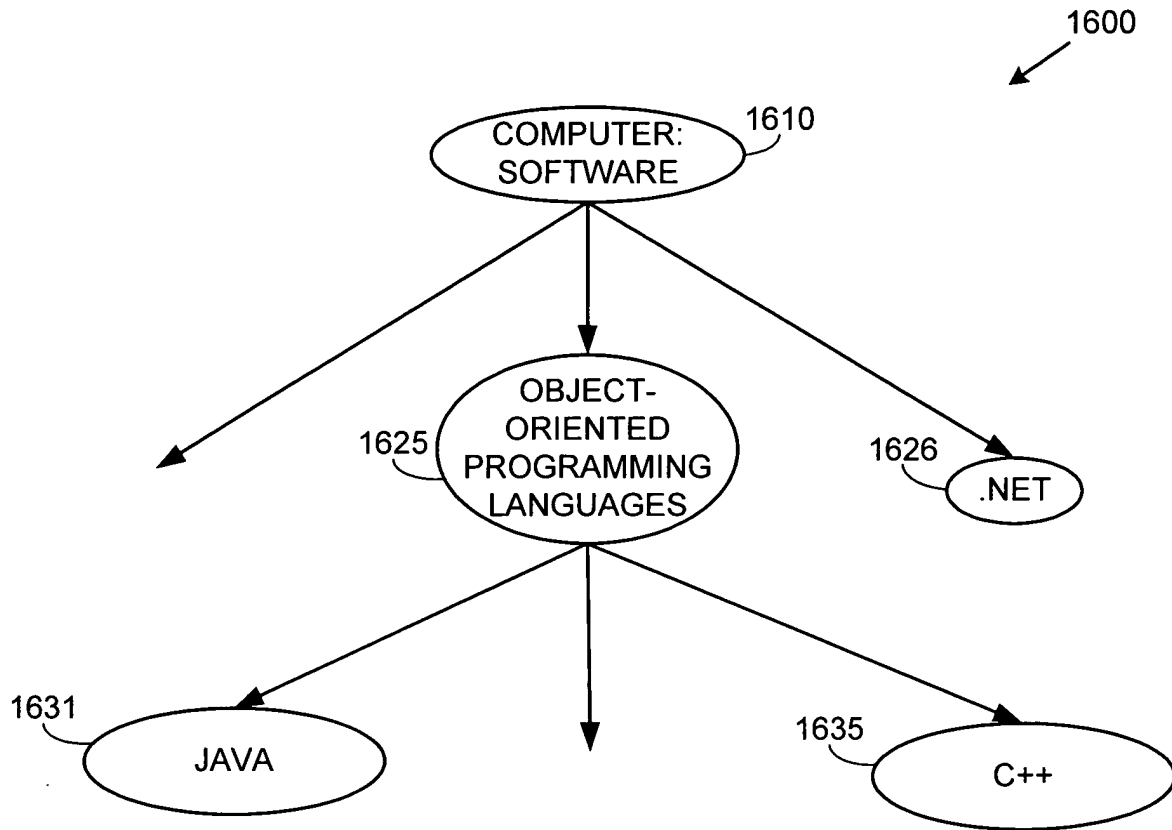 1600
1610
COMPUTER:
SOFTWARE
OBJECT-
ORIENTED
PROGRAMMING
LANGUAGES
1625
1626
.NET
1631
JAVA
1635
C++